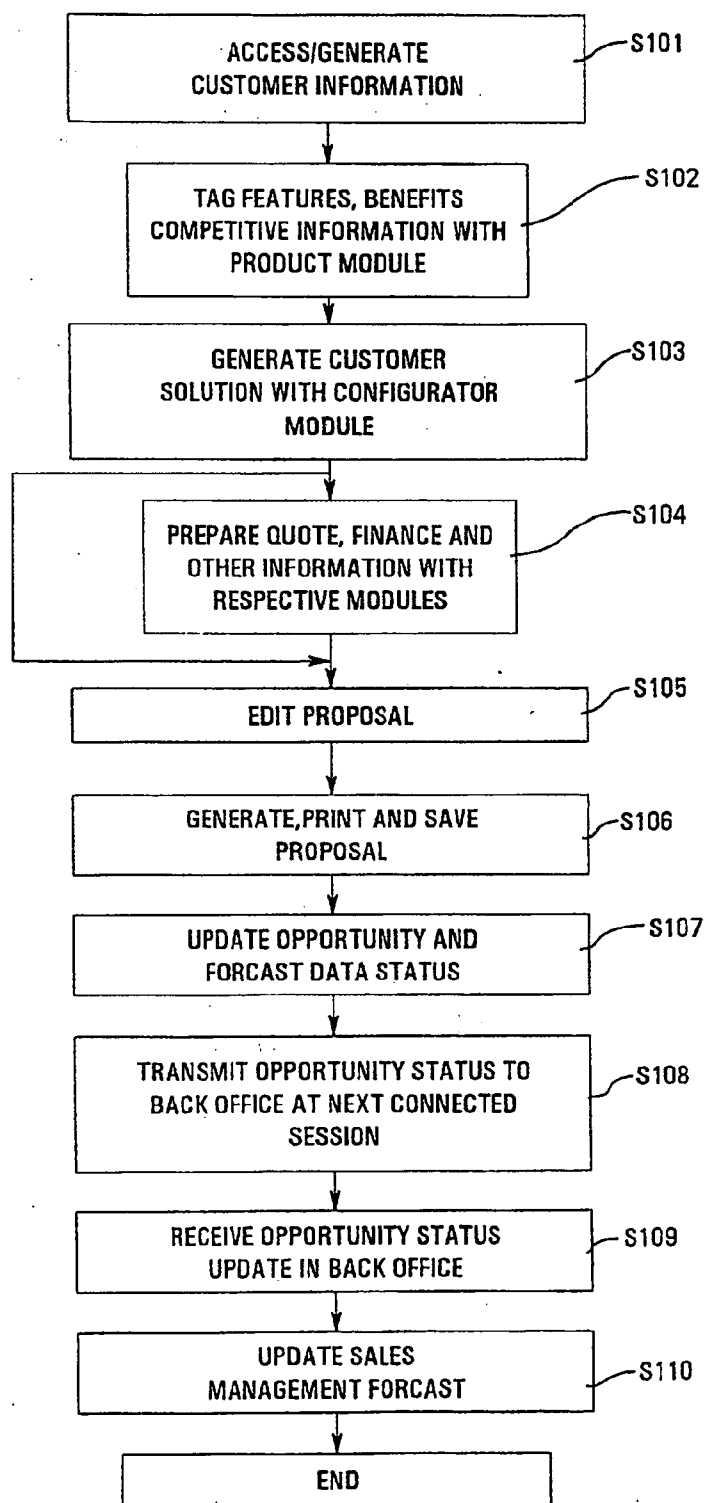 ACCESS/GENERATE
CUSTOMER INFORMATION
S101
TAG FEATURES, BENEFITS
COMPETITIVE INFORMATION WITH
PRODUCT MODULE
S102
GENERATE CUSTOMER
SOLUTION WITH CONFIGURATOR
MODULE
S103
PREPARE QUOTE, FINANCE AND
OTHER INFORMATION WITH
RESPECTIVE MODULES
S104
EDIT PROPOSAL
S105
GENERATE,PRINT AND SAVE
PROPOSAL
S106
UPDATE OPPORTUNITY AND
FORCAST DATA STATUS
S107
TRANSMIT OPPORTUNITY STATUS TO
BACK OFFICE AT NEXT CONNECTED
SESSION
S108
RECEIVE OPPORTUNITY STATUS
UPDATE IN BACK OFFICE
S109
UPDATE SALES
MANAGEMENT FORCAST
S110
END